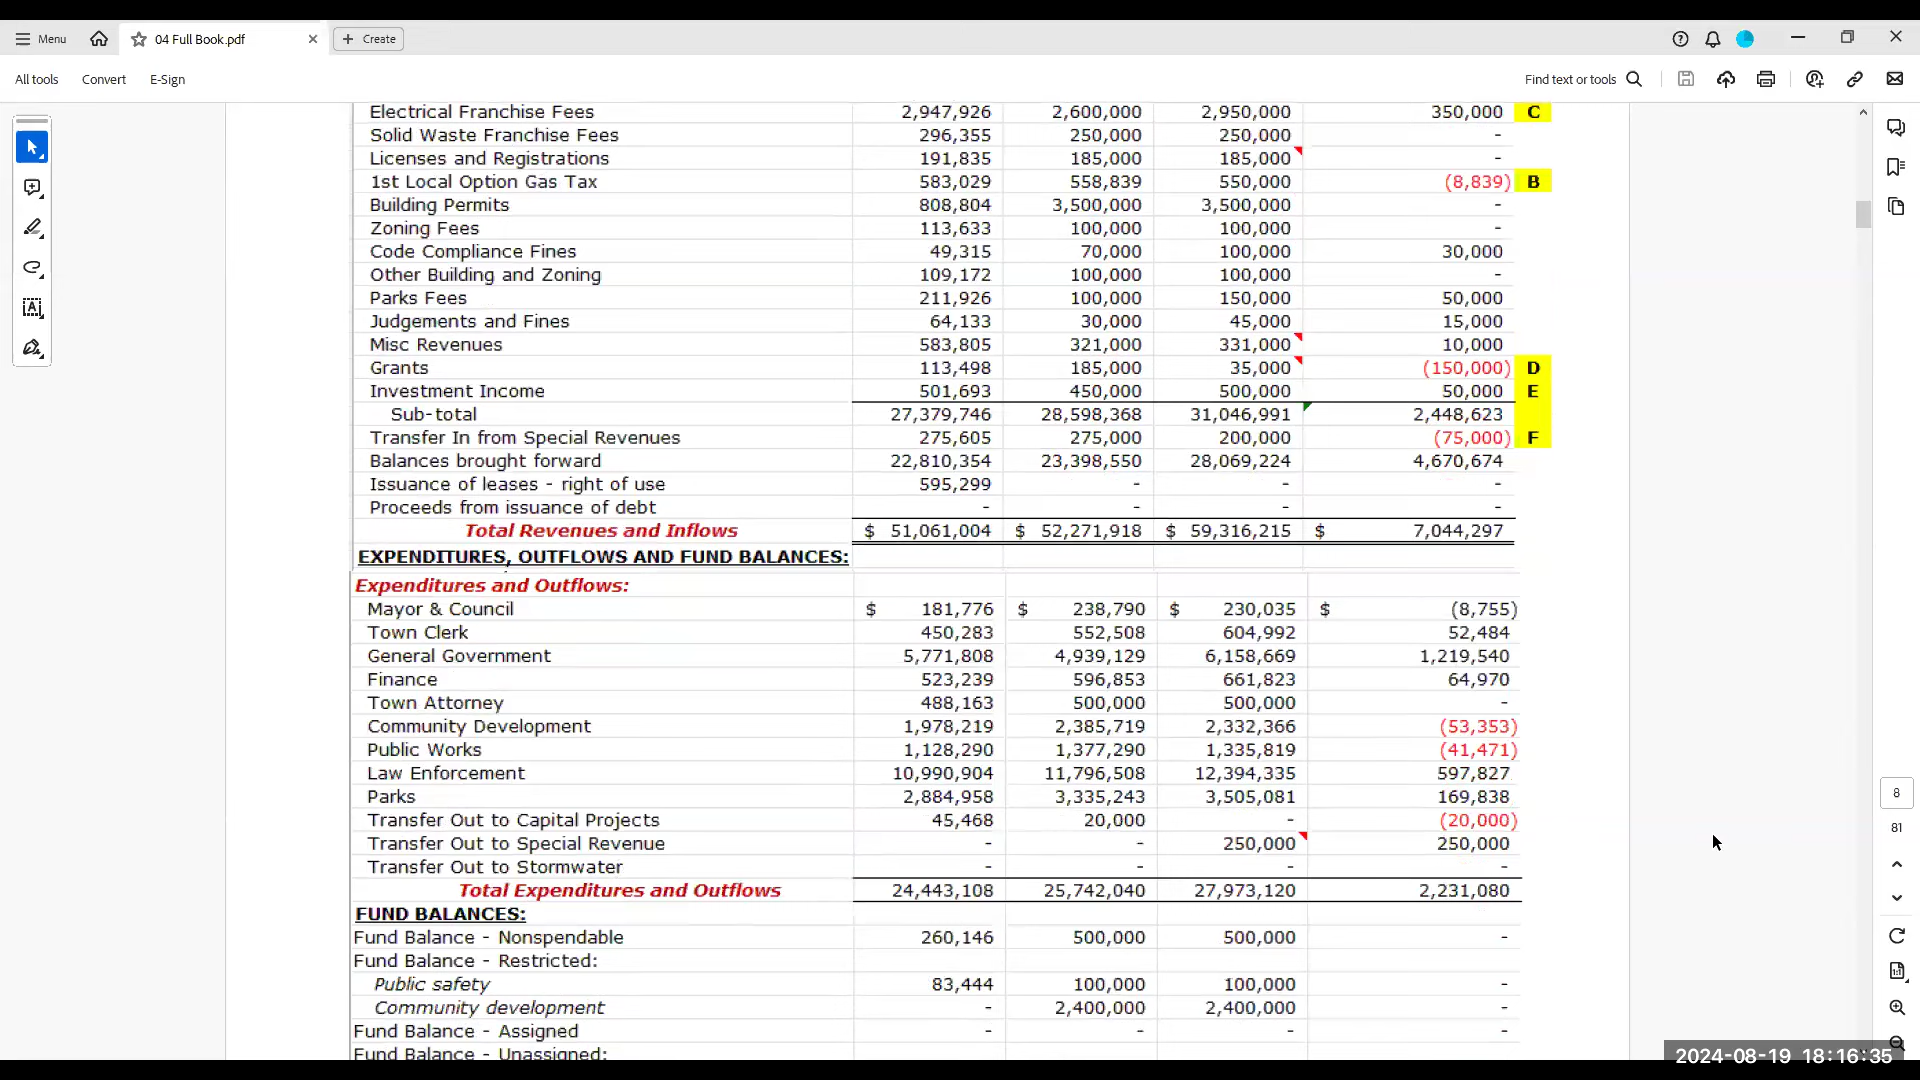 Menu 04 Full Book.pdf Create
All tools Convert E-Sign Find text or tools
Electrical Franchise Fees 2,947,926 2,600,000 2,950,000 350,000 C
Solid Waste Franchise Fees 296,355 250,000 250,000 -
Licenses and Registrations 191,835 185,000 185,000 -
1st Local Option Gas Tax 583,029 558,839 550,000 (8,839) B
Building Permits 808,804 3,500,000 3,500,000 -
Zoning Fees 113,633 100,000 100,000 -
Code Compliance Fines 49,315 70,000 100,000 30,000
Other Building and Zoning 109,172 100,000 100,000 -
Parks Fees 211,926 100,000 150,000 50,000
Judgements and Fines 64,133 30,000 45,000 15,000
Misc Revenues 583,805 321,000 331,000 10,000
Grants 113,498 185,000 35,000 (150,000) D
Investment Income 501,693 450,000 500,000 50,000 E
Sub-total 27,379,746 28,598,368 31,046,991 2,448,623
Transfer In from Special Revenues 275,605 275,000 200,000 (75,000) F
Balances brought forward 22,810,354 23,398,550 28,069,224 4,670,674
Issuance of leases - right of use 595,299 - - -
Proceeds from issuance of debt - - - -
Total Revenues and Inflows $ 51,061,004 $ 52,271,918 $ 59,316,215 $ 7,044,297
EXPENDITURES, OUTFLOWS AND FUND BALANCES:
Expenditures and Outflows:
Mayor & Council $ 181,776 $ 238,790 $ 230,035 $ (8,755)
Town Clerk 450,283 552,508 604,992 52,484
General Government 5,771,808 4,939,129 6,158,669 1,219,540
Finance 523,239 596,853 661,823 64,970
Town Attorney 488,163 500,000 500,000 -
Community Development 1,978,219 2,385,719 2,332,366 (53,353)
Public Works 1,128,290 1,377,290 1,335,819 (41,471)
Law Enforcement 10,990,904 11,796,508 12,394,335 597,827
Parks 2,884,958 3,335,243 3,505,081 169,838
Transfer Out to Capital Projects 45,468 20,000 - (20,000)
Transfer Out to Special Revenue - - 250,000 250,000
Transfer Out to Stormwater - - - -
Total Expenditures and Outflows 24,443,108 25,742,040 27,973,120 2,231,080
FUND BALANCES:
Fund Balance - Nonspendable 260,146 500,000 500,000 -
Fund Balance - Restricted:
Public safety 83,444 100,000 100,000 -
Community development - 2,400,000 2,400,000 -
Fund Balance - Assigned - - - -
Fund Balance - Unassigned:
8
81
2024-08-19 18:16:35